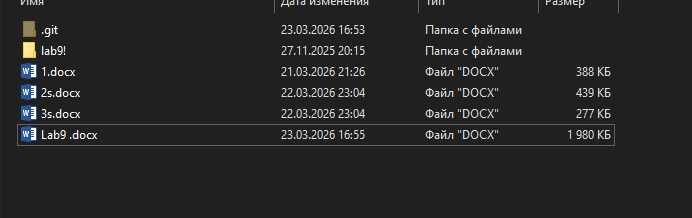 Имя Дата изменения Тип Размер
.git 23.03.2026 16:53 Папка с файлами
lab9! 27.11.2025 20:15 Папка с файлами
1.docx 21.03.2026 21:26 Файл "DOCX" 388 КБ
2s.docx 22.03.2026 23:04 Файл "DOCX" 439 КБ
3s.docx 22.03.2026 23:04 Файл "DOCX" 277 КБ
Lab9 .docx 23.03.2026 16:55 Файл "DOCX" 1 980 КБ